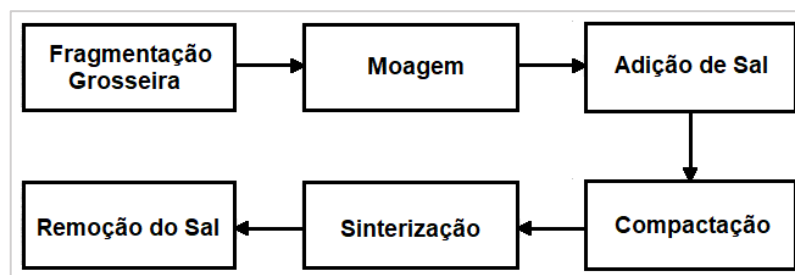 Fragmentação
Grosseira
Moagem
Adição de Sal
Compactação
Sinterização
Remoção do Sal